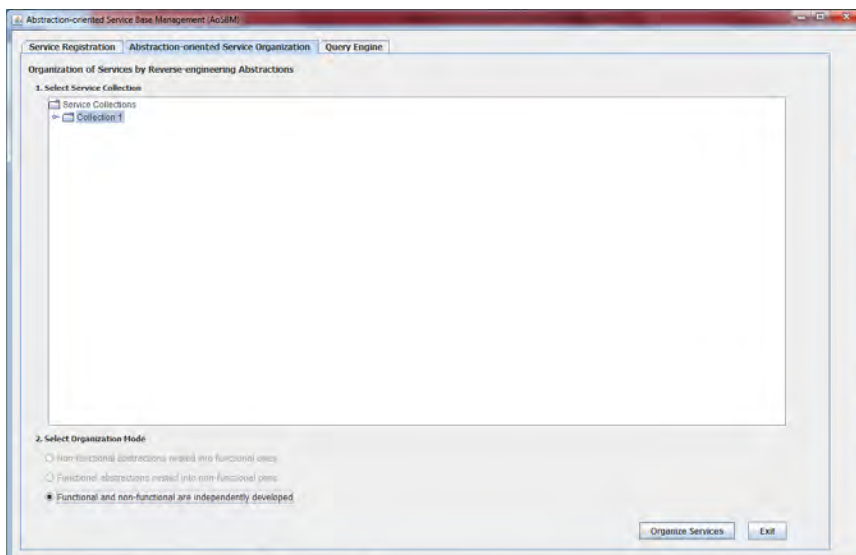 Abstraction-oriented Service Base Management (AoSBM)
Service Registration Abstraction-oriented Service Organization Query Engine
Organization of Services by Reverse-engineering Abstractions
1. Select Service Collection
Service Collections
Collection 1
2. Select Organization Mode
Non-functional abstractions nested into functional ones
Functional abstractions nested into non-functional ones
Functional and non-functional are independently developed
Organize Services Exit